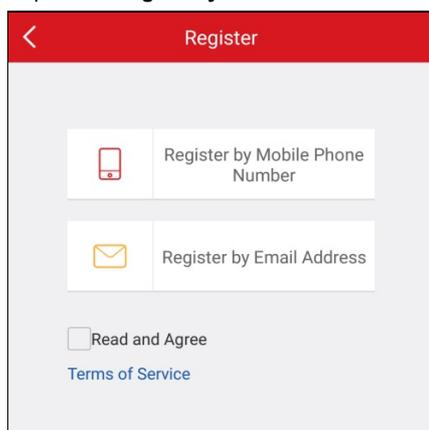 Register
Register by Mobile Phone
Number
Register by Email Address
Read and Agree
Terms of Service